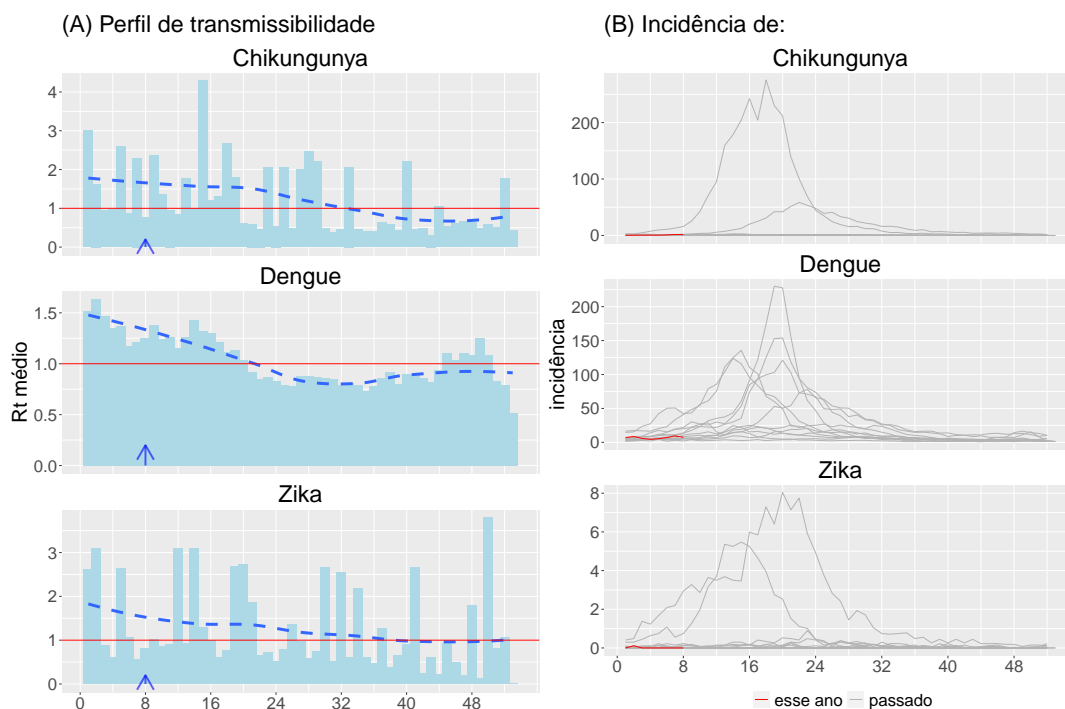 (A) Perfil de transmissibilidade
Chikungunya
4
3
2
1
0
Dengue
1.5
1.0
0.5
0.0
Zika
3
2
1
0
0 8 16 24 32 40 48
Rt médio
(B) Incidência de:
Chikungunya
200
100
0
Dengue
200
150
100
50
0
Zika
8
6
4
2
0
0 8 16 24 32 40 48
incidência
esse ano passado